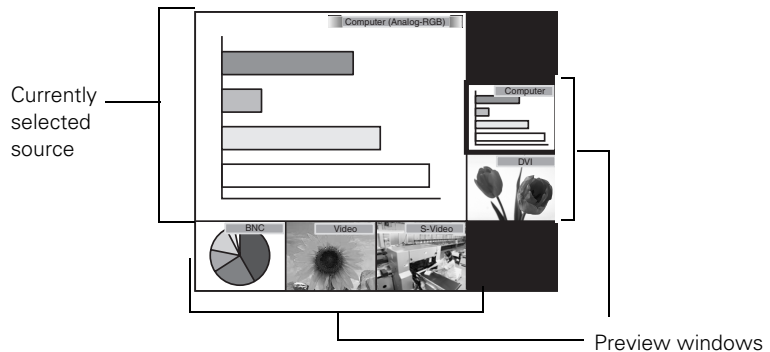 Computer (Analog-RGB)
Currently
selected
source
Computer
DVI
BNC
Video
S-Video
Preview windows